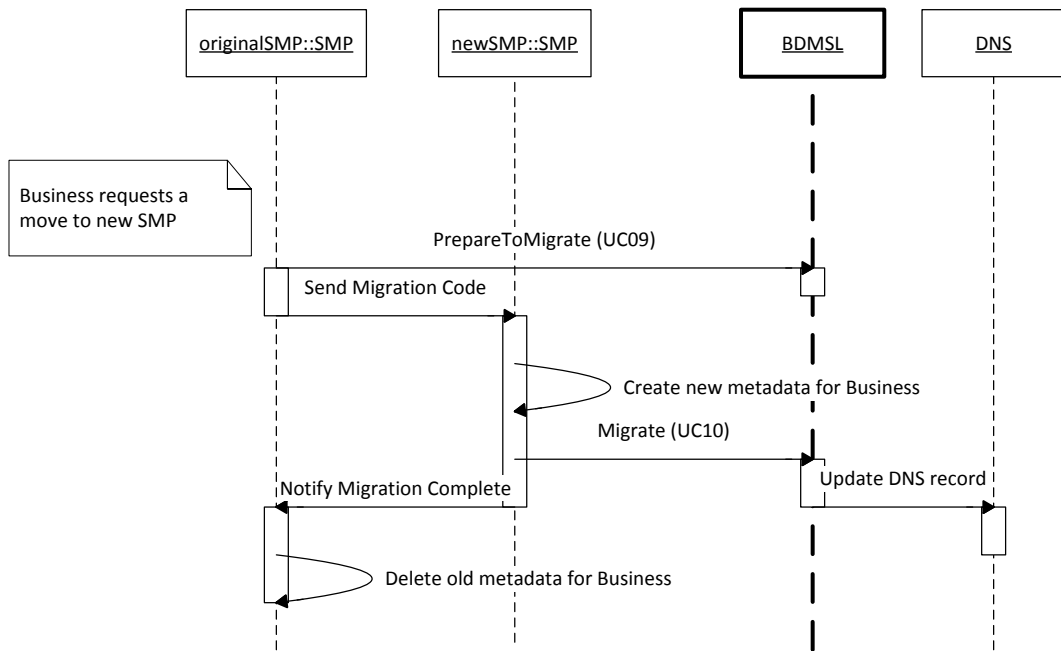 originalSMP::SMP
newSMP::SMP
BDMSL
DNS
Business requests a
move to new SMP
PrepareToMigrate (UC09)
Send Migration Code
Create new metadata for Business
Migrate (UC10)
Update DNS record
Notify Migration Complete
Delete old metadata for Business